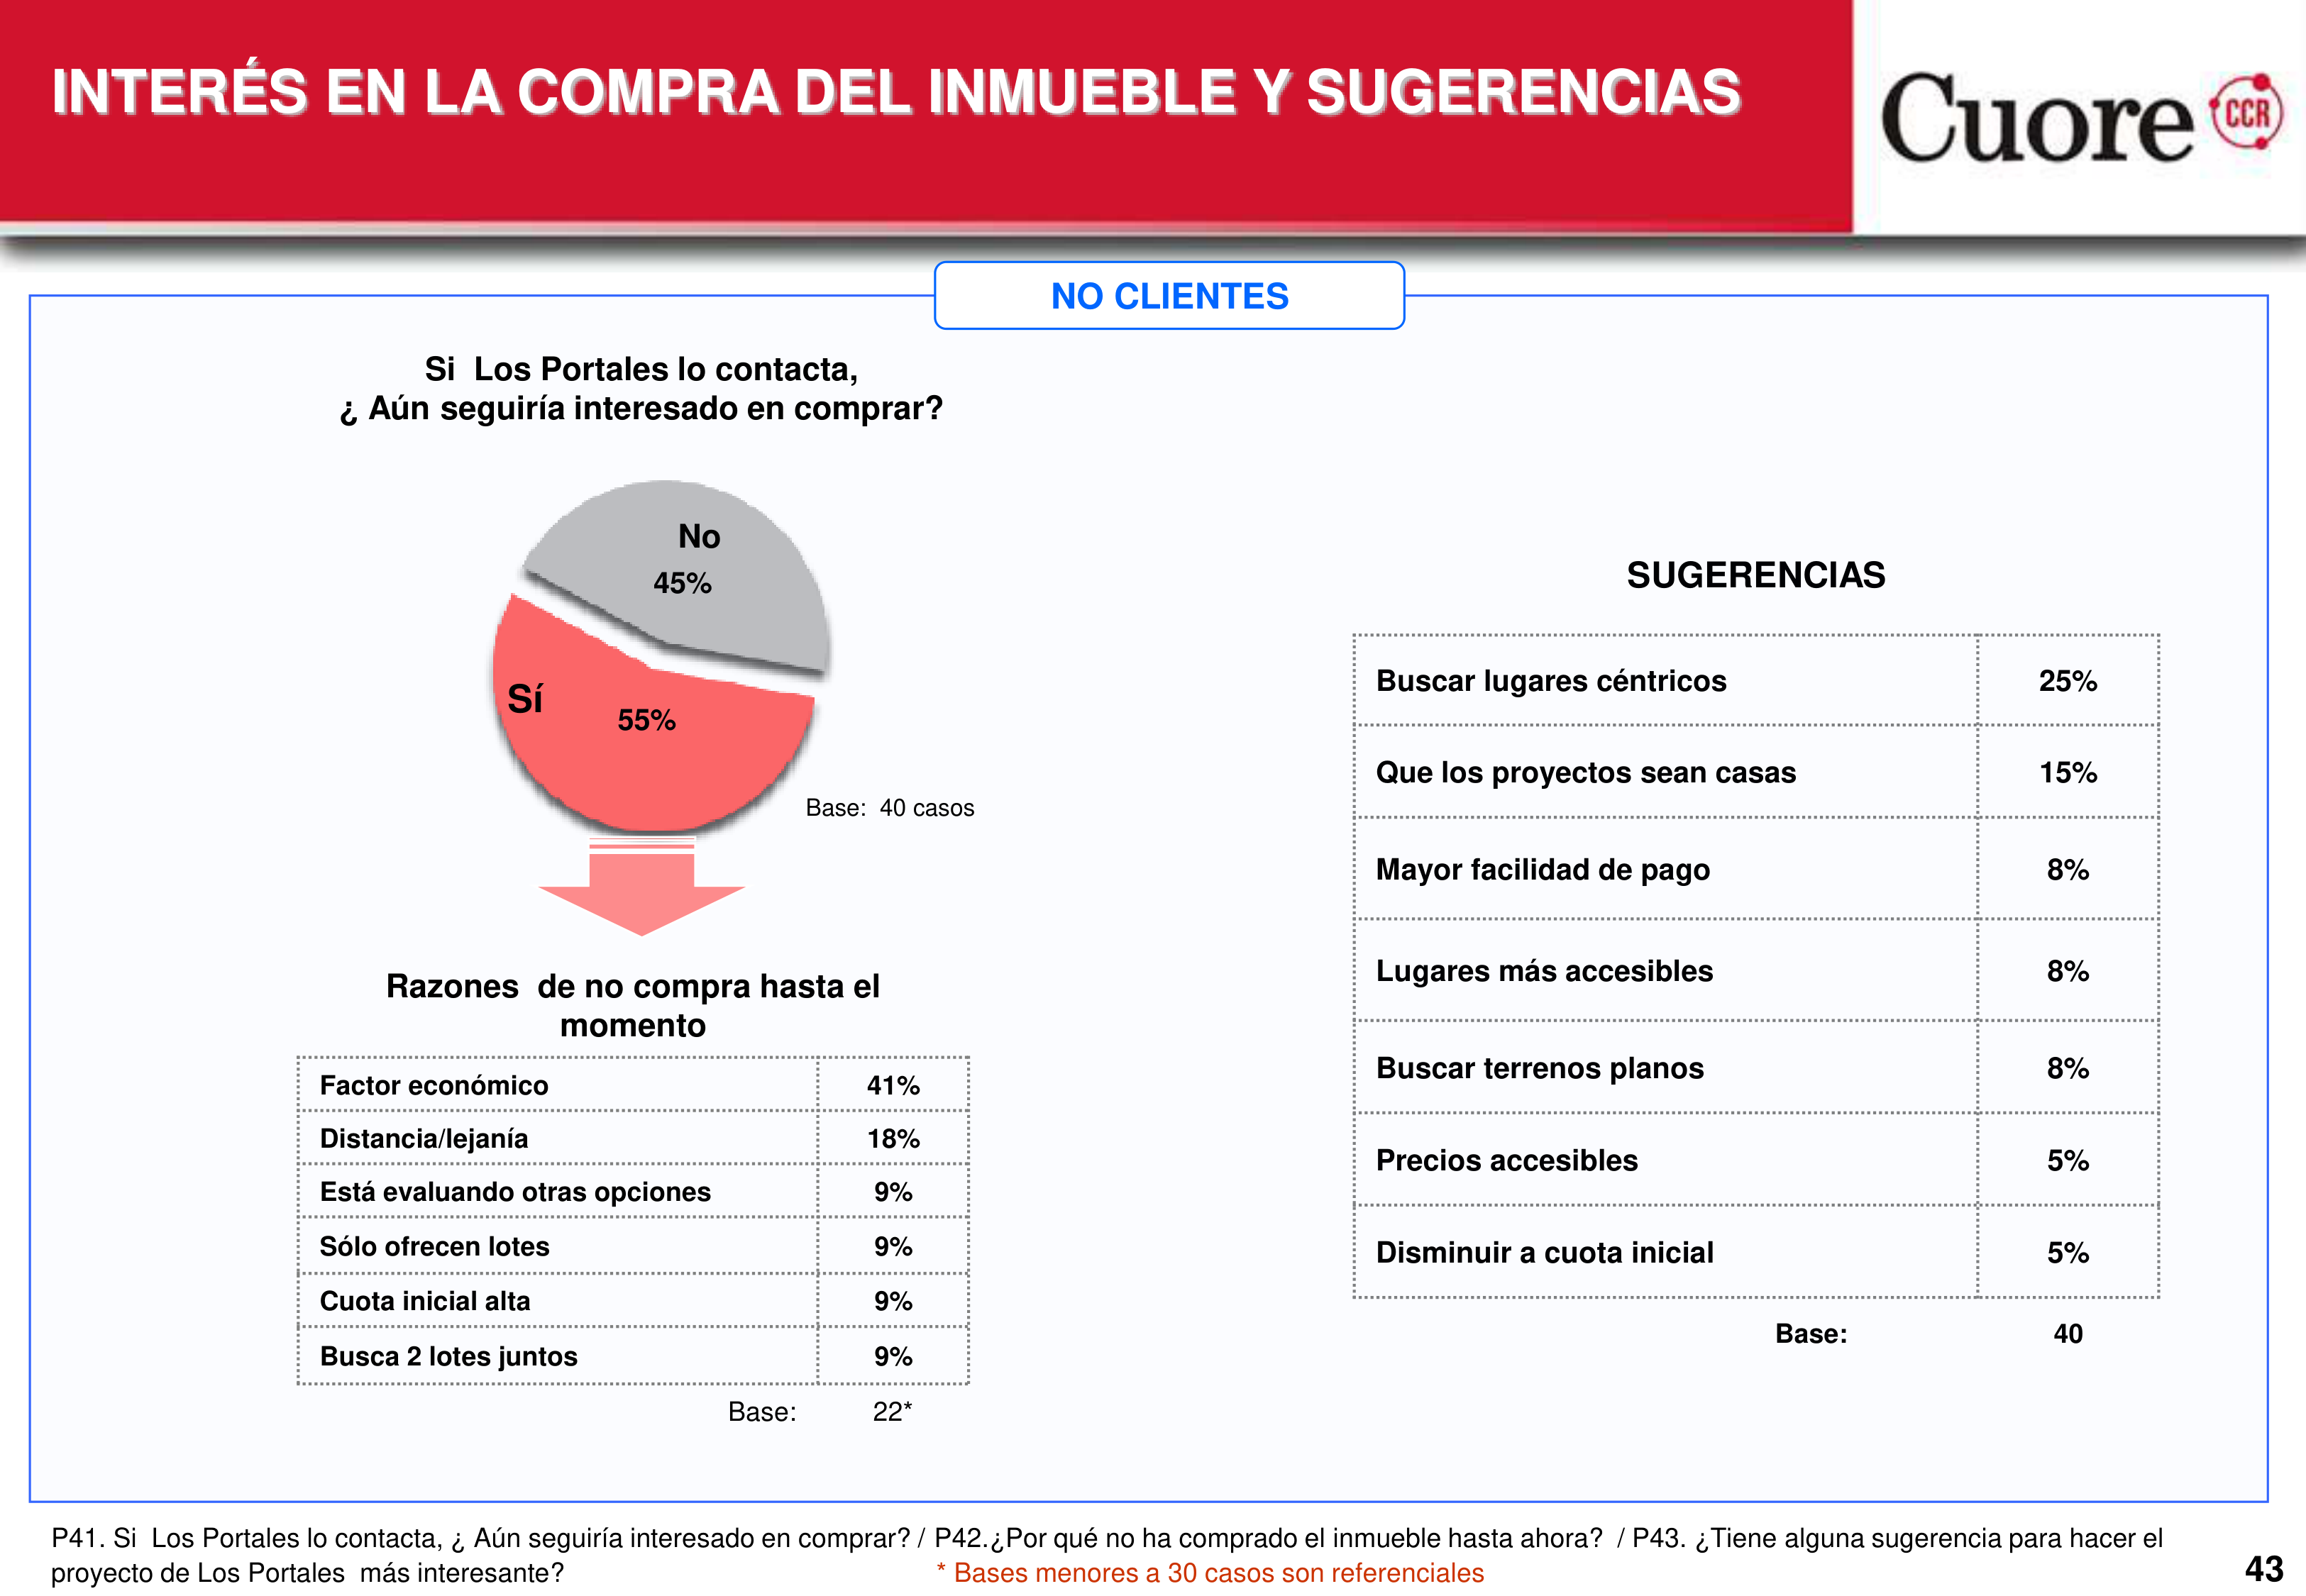 INTERÉS EN LA COMPRA DEL INMUEBLE Y SUGERENCIAS
Cuore CCR
NO CLIENTES
Si Los Portales lo contacta,
¿ Aún seguiría interesado en comprar?
No
45%
Sí
55%
Base: 40 casos
Razones de no compra hasta el
momento
Factor económico 41%
Distancia/lejanía 18%
Está evaluando otras opciones 9%
Sólo ofrecen lotes 9%
Cuota inicial alta 9%
Busca 2 lotes juntos 9%
Base: 22*
SUGERENCIAS
Buscar lugares céntricos 25%
Que los proyectos sean casas 15%
Mayor facilidad de pago 8%
Lugares más accesibles 8%
Buscar terrenos planos 8%
Precios accesibles 5%
Disminuir a cuota inicial 5%
Base: 40
P41. Si Los Portales lo contacta, ¿ Aún seguiría interesado en comprar? / P42.¿Por qué no ha comprado el inmueble hasta ahora? / P43. ¿Tiene alguna sugerencia para hacer el
proyecto de Los Portales más interesante?
* Bases menores a 30 casos son referenciales
43